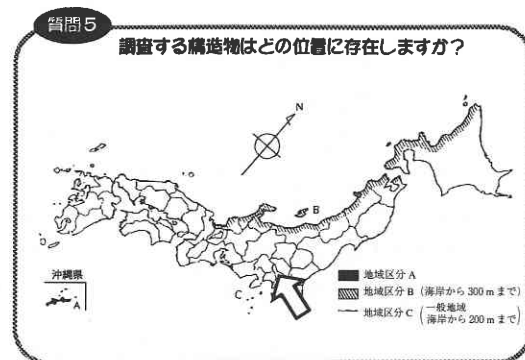 質問5
調査する構造物はどの位置に存在しますか?
N
B
沖縄県
A
C
地域区分 A
地域区分 B (海岸から300mまで)
地域区分 C (一般地域 海岸から200mまで)